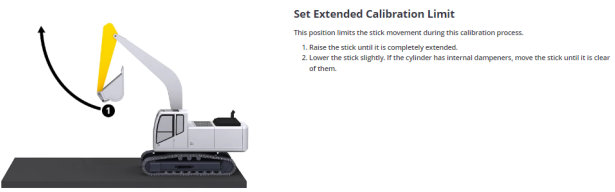 Set Extended Calibration Limit
This position limits the stick movement during this calibration process.
1. Raise the stick until it is completely extended.
2. Lower the stick slightly. If the cylinder has internal dampeners, move the stick until it is clear
of them.
1